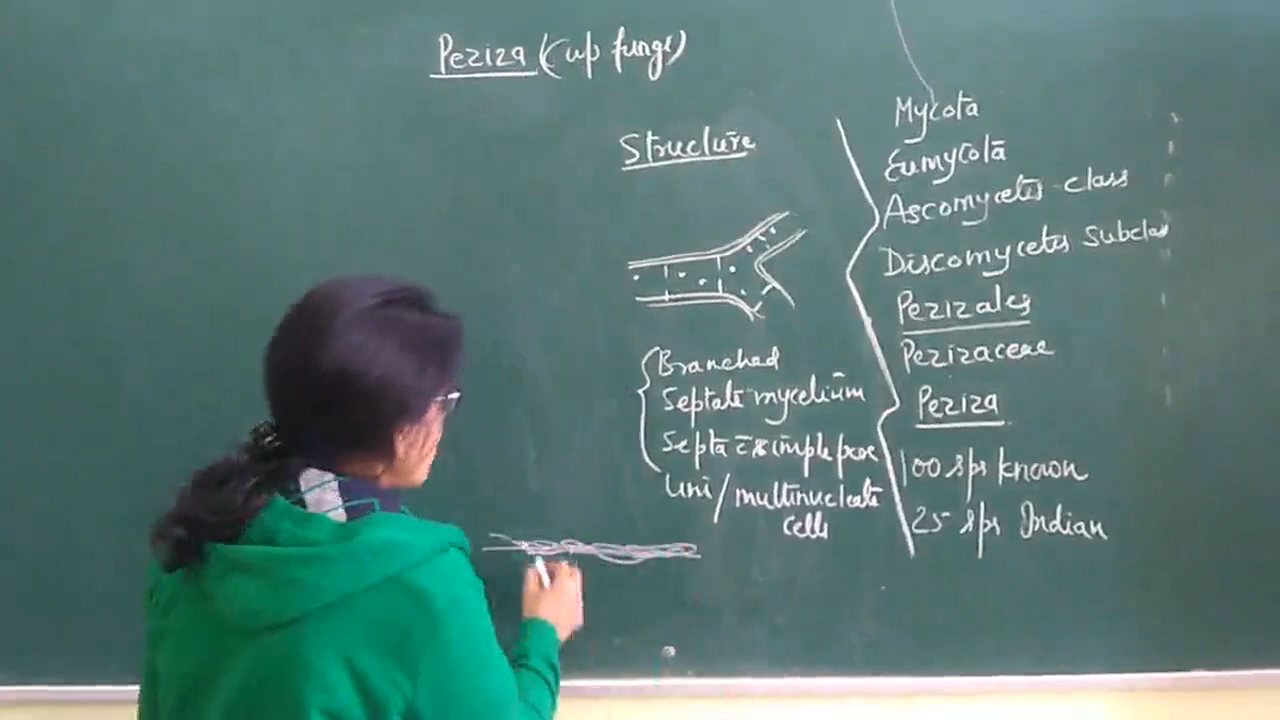 Peziza (cup fungi)
Structure
Branched
Septate mycelium
Septa c̄ simple pore
Uni / multinucleate
cells
Mycota
Eumycota
Ascomycetes - class
Discomycetes Subclass
Pezizales
Pezizaceae
Peziza
100 sps known
25 sps Indian